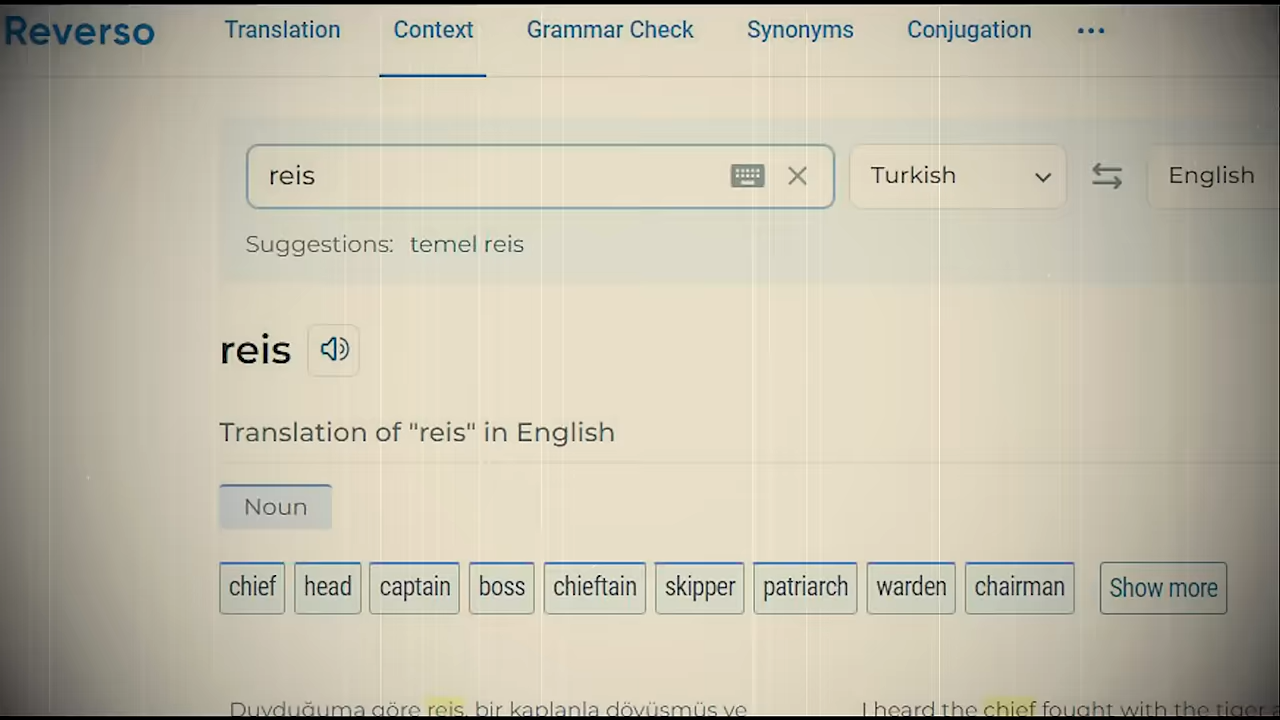 Reverso Translation Context Grammar Check Synonyms Conjugation •••
reis Turkish English
Suggestions: temel reis
reis
Translation of "reis" in English
Noun
chief head captain boss chieftain skipper patriarch warden chairman Show more
Duyduğuma göre reis, bir kaplanla dövüşmüş ve I heard the chief fought with the tiger